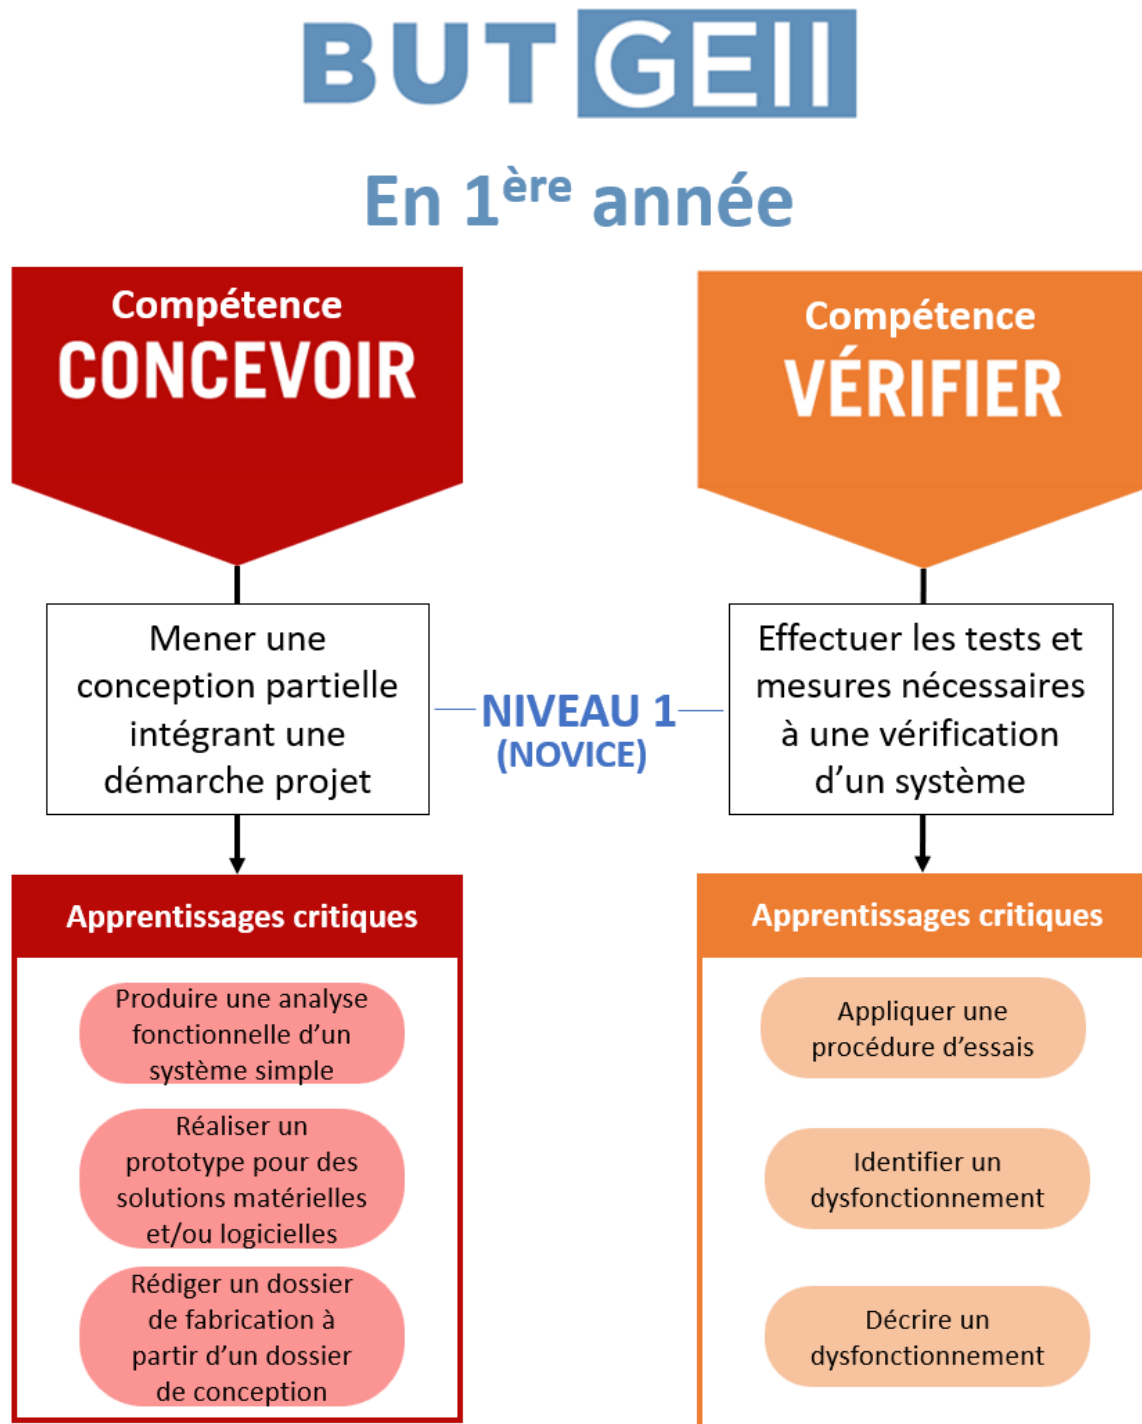 BUT GEII
En 1ère année
Compétence
CONCEVOIR
Mener une
conception partielle
intégrant une
démarche projet
Apprentissages critiques
Produire une analyse
fonctionnelle d'un
système simple
Réaliser un
prototype pour des
solutions matérielles
et/ou logicielles
Rédiger un dossier
de fabrication à
partir d'un dossier
de conception
NIVEAU 1
(NOVICE)
Compétence
VÉRIFIER
Effectuer les tests et
mesures nécessaires
à une vérification
d'un système
Apprentissages critiques
Appliquer une
procédure d'essais
Identifier un
dysfonctionnement
Décrire un
dysfonctionnement